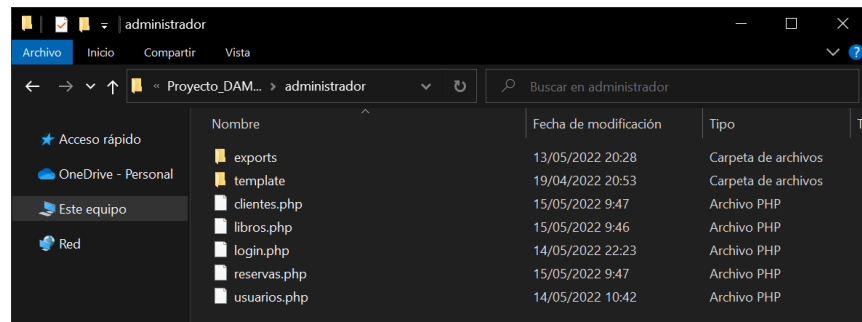 administrador
Archivo Inicio Compartir Vista
« Proyecto_DAM... > administrador Buscar en administrador
Nombre Fecha de modificación Tipo
Acceso rápido
OneDrive - Personal
Este equipo
Red
exports 13/05/2022 20:28 Carpeta de archivos
template 19/04/2022 20:53 Carpeta de archivos
clientes.php 15/05/2022 9:47 Archivo PHP
libros.php 15/05/2022 9:46 Archivo PHP
login.php 14/05/2022 22:23 Archivo PHP
reservas.php 15/05/2022 9:47 Archivo PHP
usuarios.php 14/05/2022 10:42 Archivo PHP